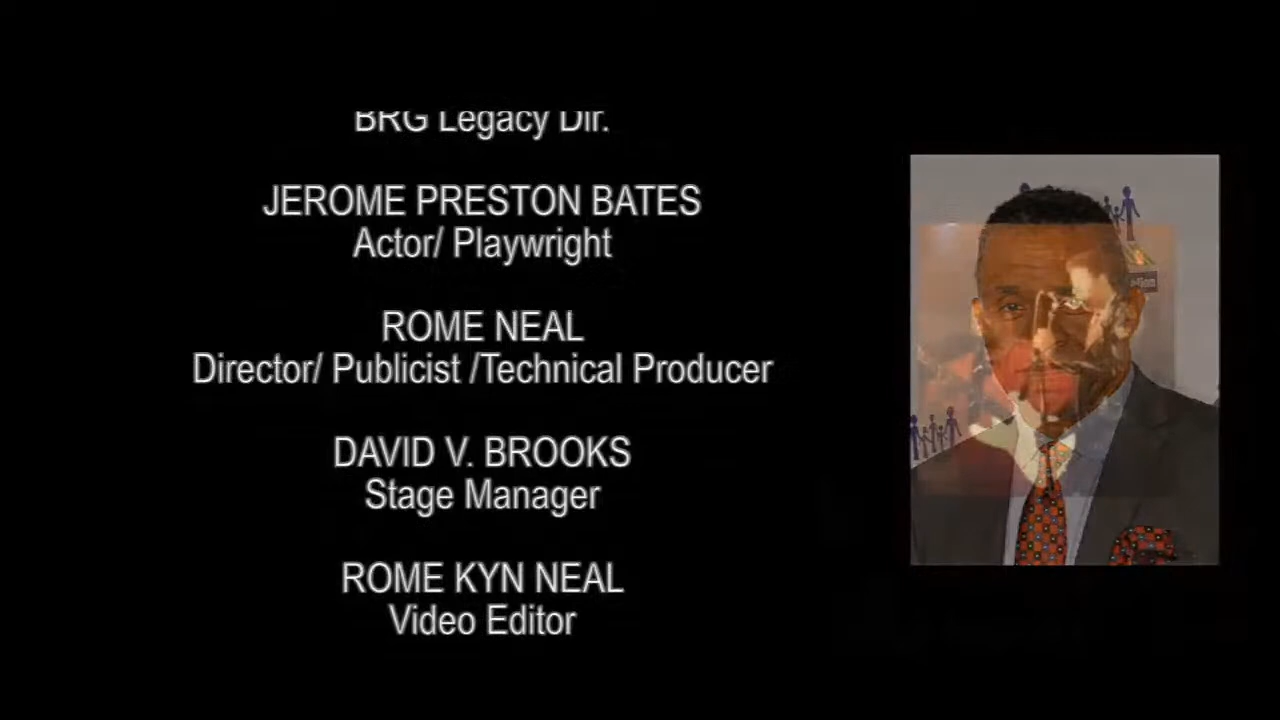 BRG Legacy Dir.
JEROME PRESTON BATES
Actor/ Playwright
ROME NEAL
Director/ Publicist /Technical Producer
DAVID V. BROOKS
Stage Manager
ROME KYN NEAL
Video Editor